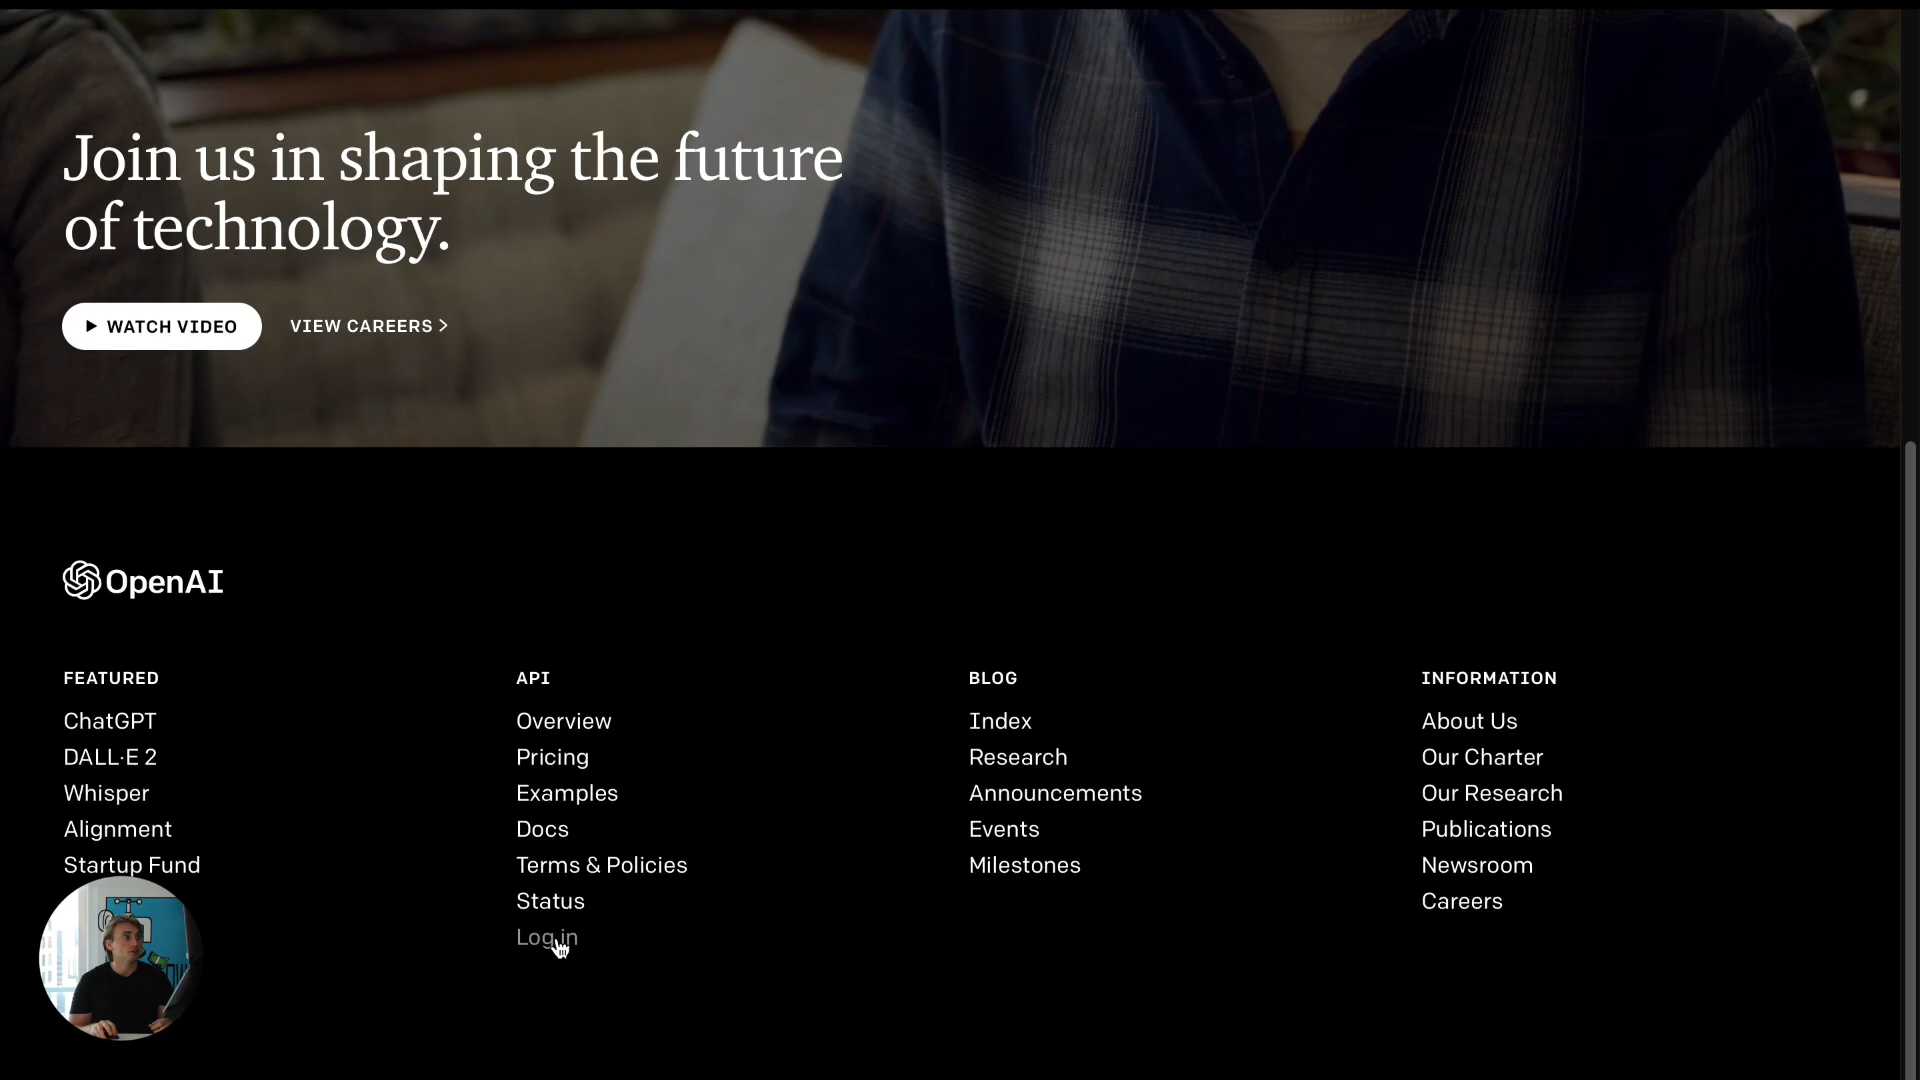 Join us in shaping the future
of technology.
WATCH VIDEO
VIEW CAREERS
OpenAI
FEATURED
ChatGPT
DALL·E 2
Whisper
Alignment
Startup Fund
API
Overview
Pricing
Examples
Docs
Terms & Policies
Status
Log in
BLOG
Index
Research
Announcements
Events
Milestones
INFORMATION
About Us
Our Charter
Our Research
Publications
Newsroom
Careers